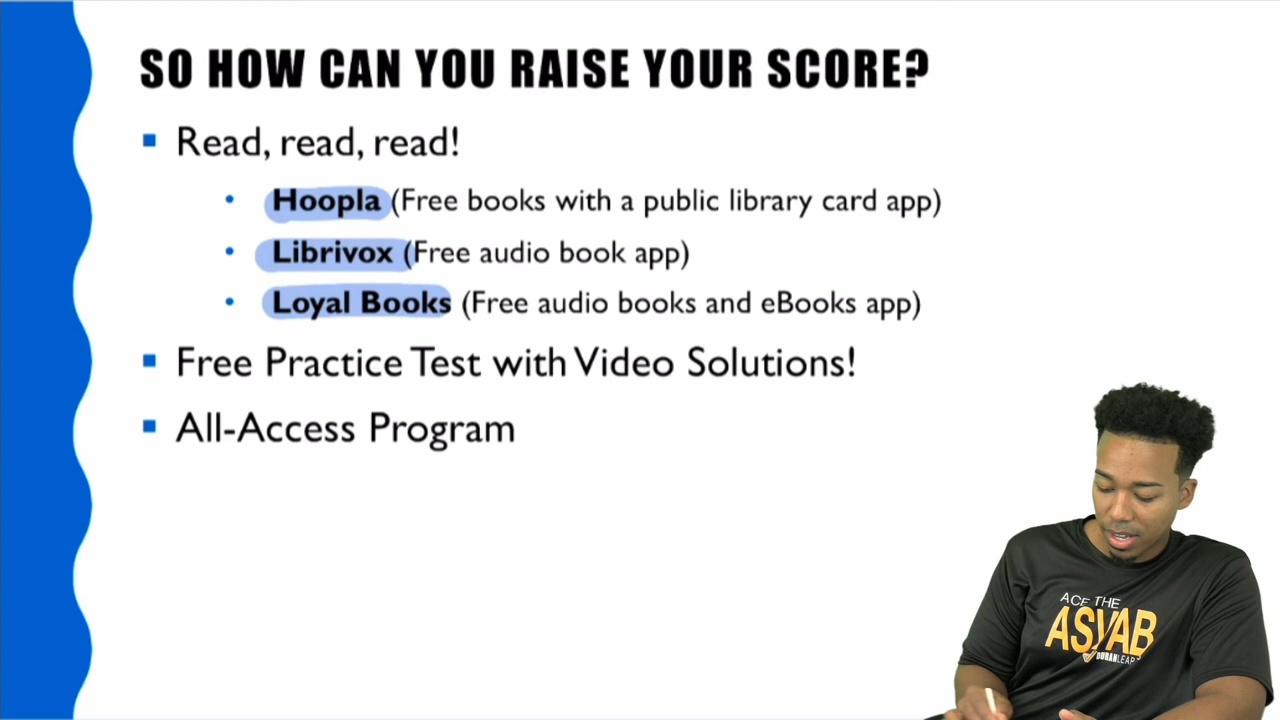 SO HOW CAN YOU RAISE YOUR SCORE?
Read, read, read!
Hoopla (Free books with a public library card app)
Librivox (Free audio book app)
Loyal Books (Free audio books and eBooks app)
Free Practice Test with Video Solutions!
All-Access Program
ACE THE
ASVAB